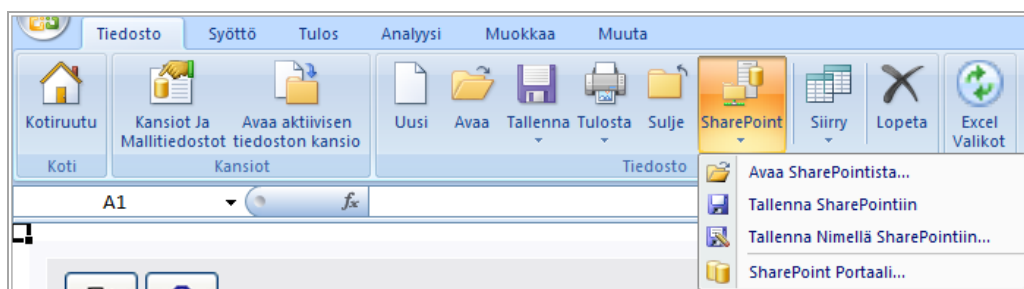 Tiedosto Syöttö Tulos Analyysi Muokkaa Muuta
Kotiruutu Kansiot Ja Avaa aktiivisen Uusi Avaa Tallenna Tulosta Sulje SharePoint Siirry Lopeta Excel
Mallitiedostot tiedoston kansio Valikot
Koti Kansiot Tiedosto
A1 fx
Avaa SharePointista...
Tallenna SharePointiin
Tallenna Nimellä SharePointiin...
SharePoint Portaali...